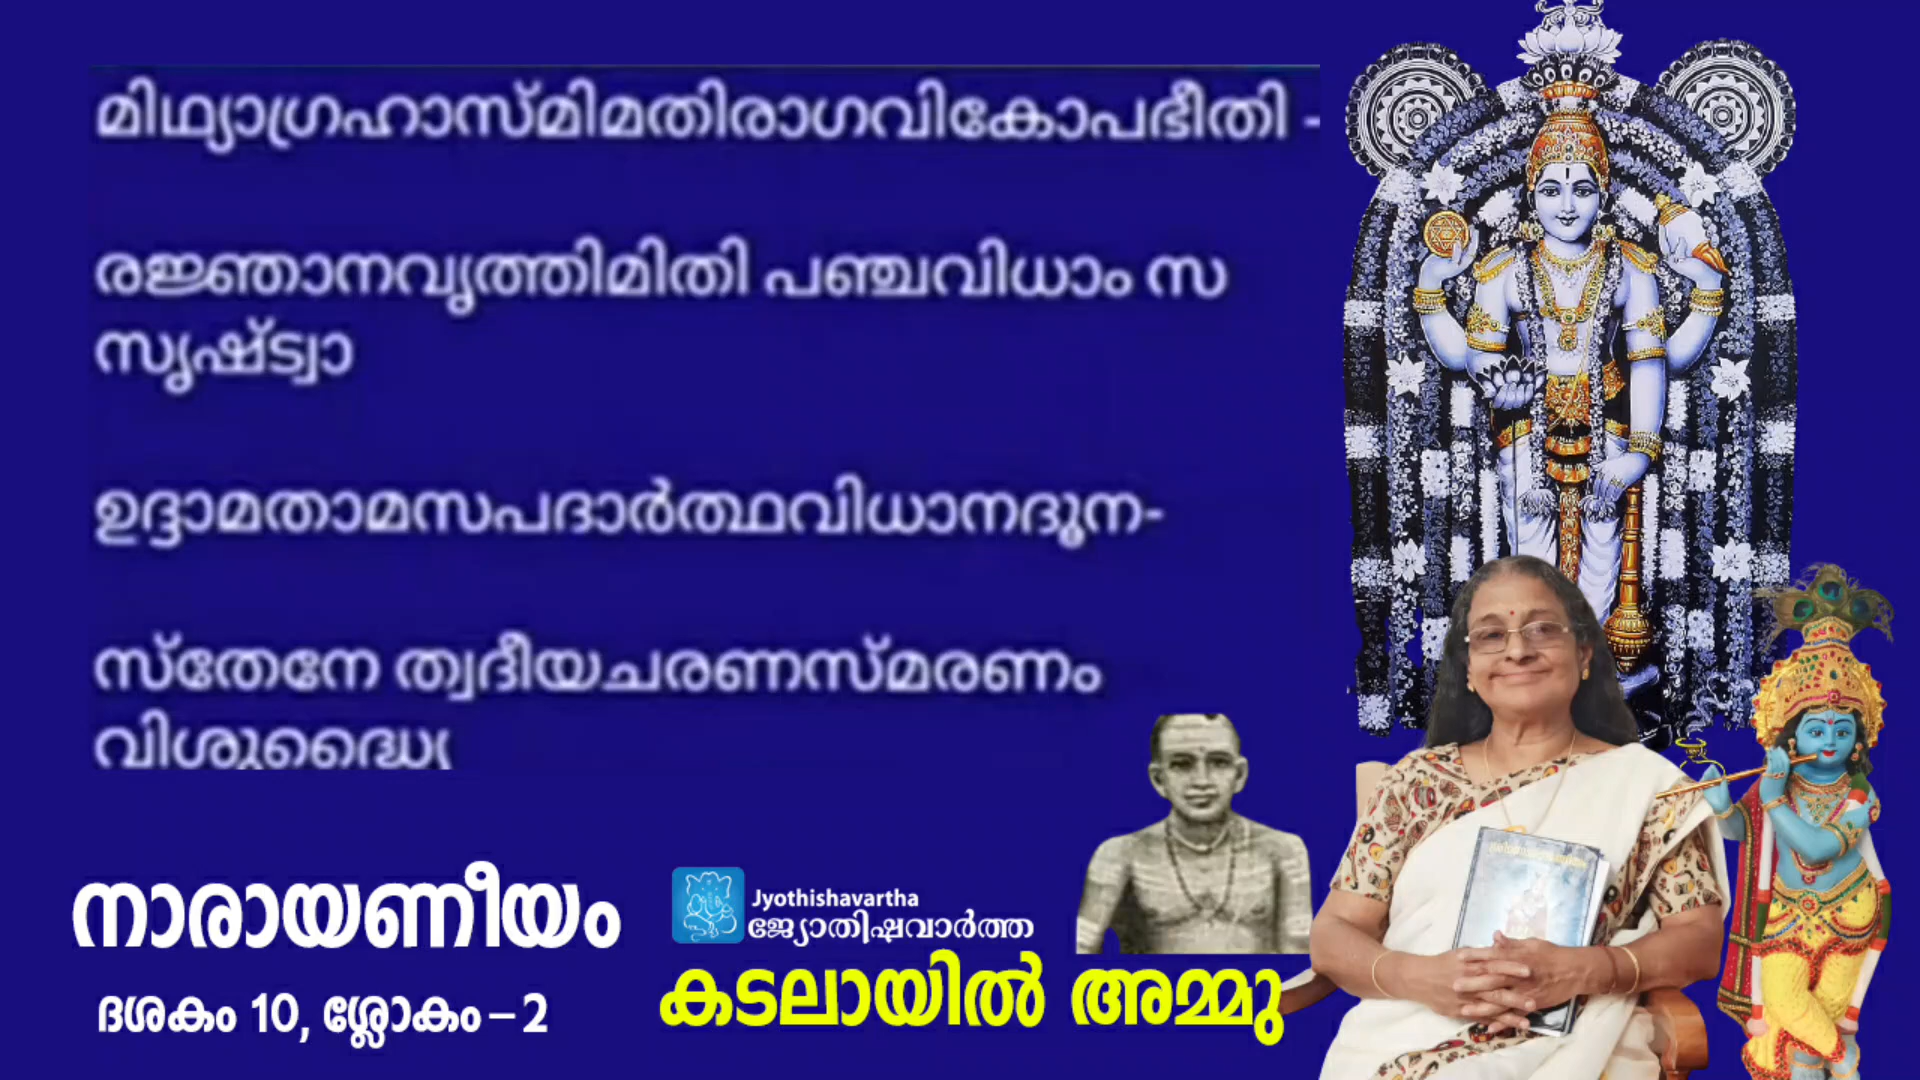 മിഥ്യാഗ്രഹാസ്മിമതിരാഗവികോപഭീതി -
രജ്ഞാനവൃത്തിമിതി പഞ്ചവിധാം സ
സൃഷ്ട്വാ
ഉദ്ദാമതാമസപദാർത്ഥവിധാനദൂന-
സ്തേനേ ത്വദീയചരണസ്മരണം
വിശുദ്ധ്യൈ
നാരായണീയം
Jyothishavartha
ജ്യോതിഷവാർത്ത
കടലായിൽ അമ്മു
ദശകം 10, ശ്ലോകം – 2